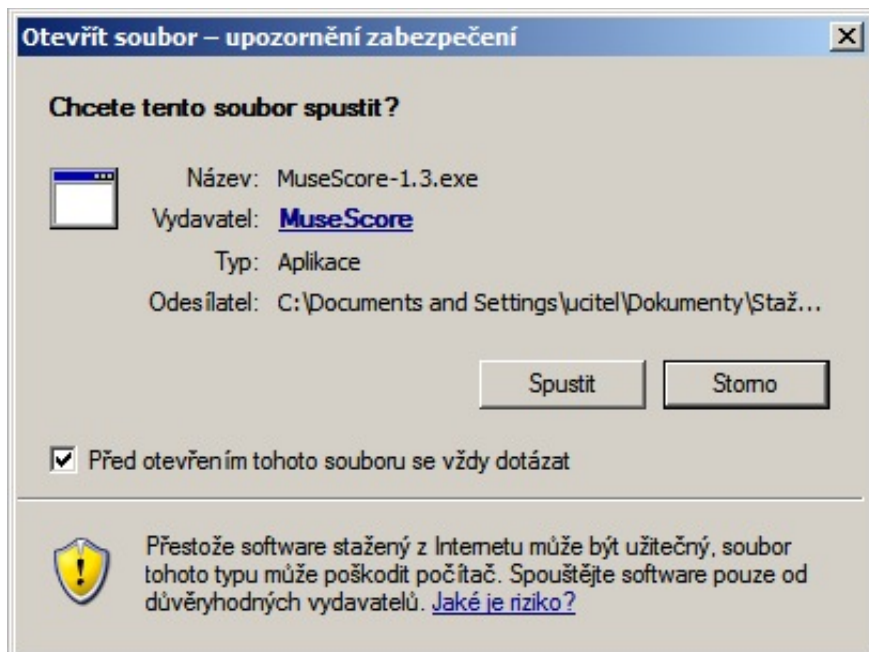 Otevřít soubor – upozornění zabezpečení
Chcete tento soubor spustit?
Název: MuseScore-1.3.exe
Vydavatel: MuseScore
Typ: Aplikace
Odesílatel: C:\Documents and Settings\ucitel\Dokumenty\Staž...
Spustit Storno
Před otevřením tohoto souboru se vždy dotázat
Přestože software stažený z Internetu může být užitečný, soubor
tohoto typu může poškodit počítač. Spouštějte software pouze od
důvěryhodných vydavatelů. Jaké je riziko?